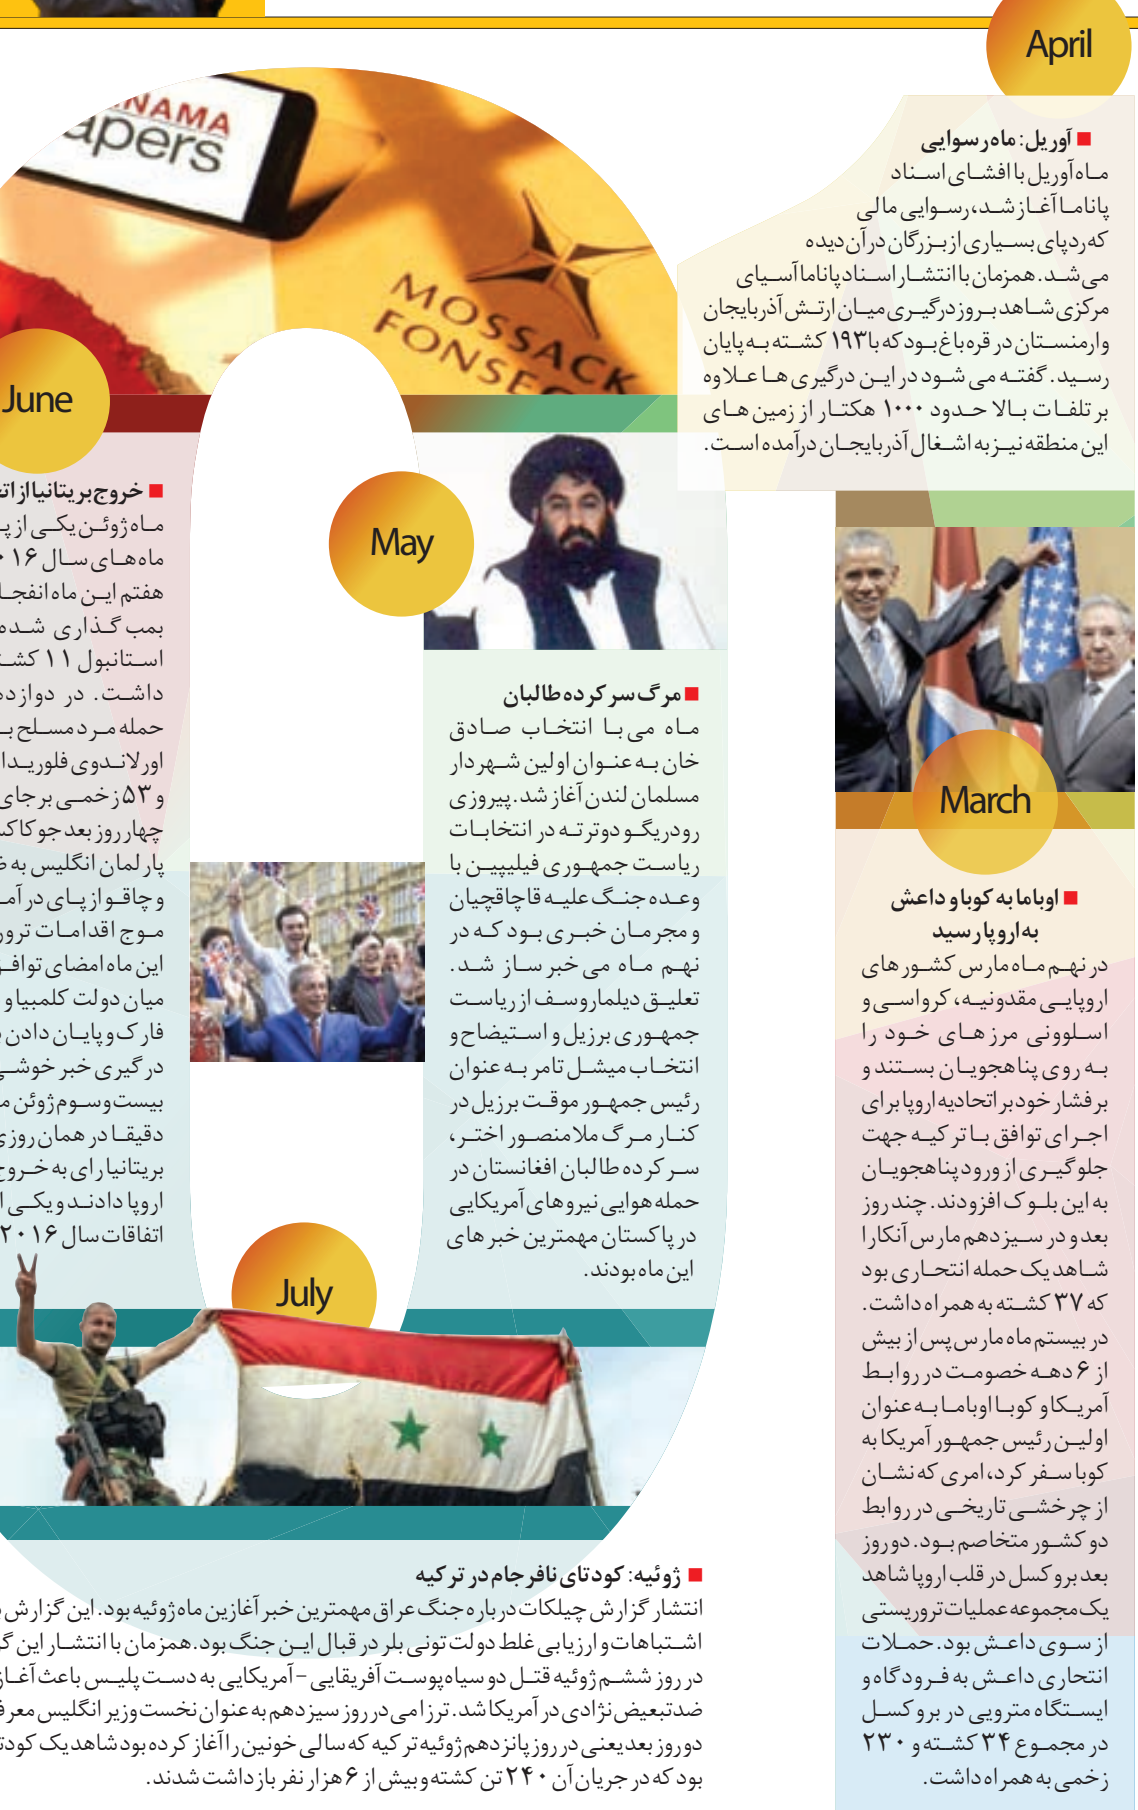 April
■ آوریل: ماه رسوایی
ماه آوریل با افشای اسناد
پاناما آغاز شد، رسوایی مالی
که ردپای بسیاری از بزرگان در آن دیده
می‌شد. همزمان با انتشار اسناد پاناما آسیای
مرکزی شاهد بروز درگیری میان ارتش آذربایجان
وارمنستان در قره باغ بود که با ۱۹۳ کشته به پایان
رسید. گفته می شود در این درگیری ها علاوه
بر تلفات بالا حدود ۱۰۰۰ هکتار از زمین های
این منطقه نیز به اشغال آذربایجان درآمده است.
NAMA
apers
MOSSACK
FONSEC
March
■ اوباما به کوبا و داعش
به اروپا رسید
در نهم ماه مارس کشورهای
اروپایی مقدونیه، کرواسی و
اسلوونی مرزهای خود را
به روی پناهجویان بستند و
بر فشار خود بر اتحادیه اروپا برای
اجرای توافق با ترکیه جهت
جلوگیری از ورود پناهجویان
به این بلوک افزودند. چند روز
بعد و در سیزدهم مارس آنکارا
شاهد یک حمله انتحاری بود
که ۳۷ کشته به همراه داشت.
در بیستم ماه مارس پس از بیش
از ۶ دهه خصومت در روابط
آمریکا و کوبا اوباما به عنوان
اولین رئیس جمهور آمریکا به
کوبا سفر کرد، امری که نشان
از چرخشی تاریخی در روابط
دو کشور متخاصم بود. دو روز
بعد بروکسل در قلب اروپا شاهد
یک مجموعه عملیات تروریستی
از سوی داعش بود. حملات
انتحاری داعش به فرودگاه و
ایستگاه مترویی در بروکسل
در مجموع ۳۴ کشته و ۲۳۰
زخمی به همراه داشت.
May
■ مرگ سرکرده طالبان
ماه می با انتخاب صادق
خان به عنوان اولین شهردار
مسلمان لندن آغاز شد. پیروزی
رودریگو دوترته در انتخابات
ریاست جمهوری فیلیپین با
وعده جنگ علیه قاچاقچیان
و مجرمان خبری بود که در
نهم ماه می خبر ساز شد.
تعلیق دیلماروسف از ریاست
جمهوری برزیل و استیضاح و
انتخاب میشل تامر به عنوان
رئیس جمهور موقت برزیل در
کنار مرگ ملامنصور اختر،
سرکرده طالبان افغانستان در
حمله هوایی نیروهای آمریکایی
در پاکستان مهمترین خبرهای
این ماه بودند.
June
■ خروج بریتانیا از
ماه ژوئن یکی از
ماه‌های سال
هفتم این ماه
بمب گذاری شده
استانبول ۱۱
داشت. در
حمله مرد مسلح
اورلاندوی فلوریدا
و ۵۳ زخمی بر جای
چهار روز بعد
پارلمان انگلیس به
و چاقو از پای در
موج اقدامات
این ماه امضای
میان دولت کلمبیا و
فارک و پایان دادن
درگیری خبر
بیست و سوم ژوئن
دقیقا در همان
بریتانیا رای به
اروپا دادند و یکی
اتفاقات سال ۲۰۱۶
July
■ ژوئیه: کودتای نافرجام در ترکیه
انتشار گزارش چیلکات درباره جنگ عراق مهمترین خبر آغازین ماه ژوئیه بود. این گزارش
اشتباهات و ارزیابی غلط دولت تونی بلر در قبال این جنگ بود. همزمان با انتشار این
در روز ششم ژوئیه قتل دو سیاه پوست آفریقایی - آمریکایی به دست پلیس باعث
ضد تبعیض نژادی در آمریکا شد. ترزا می در روز سیزدهم به عنوان نخست وزیر انگلیس
دو روز بعد یعنی در روز پانزدهم ژوئیه ترکیه که سالی خونین را آغاز کرده بود شاهد یک
بود که در جریان آن ۲۴۰ تن کشته و بیش از ۶ هزار نفر بازداشت شدند.